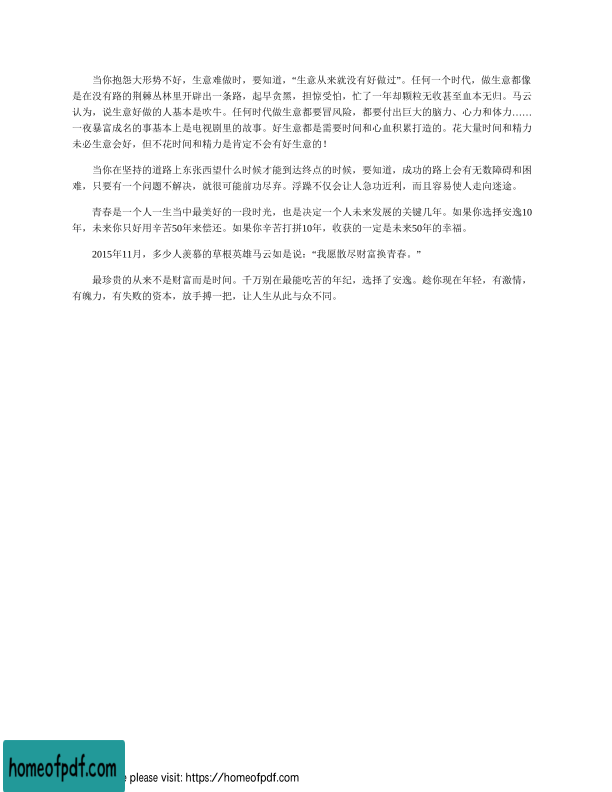 当你抱怨大形势不好，生意难做时，要知道，“生意从来就没有好做过”。任何一个时代，做生意都像
是在没有路的荆棘丛林里开辟出一条路，起早贪黑，担惊受怕，忙了一年却颗粒无收甚至血本无归。马云
认为，说生意好做的人基本是吹牛。任何时代做生意都要冒风险，都要付出巨大的脑力、心力和体力……
一夜暴富成名的事基本上是电视剧里的故事。好生意都是需要时间和心血积累打造的。花大量时间和精力
未必生意会好，但不花时间和精力是肯定不会有好生意的！
当你在坚持的道路上东张西望什么时候才能到达终点的时候，要知道，成功的路上会有无数障碍和困
难，只要有一个问题不解决，就很可能前功尽弃。浮躁不仅会让人急功近利，而且容易使人走向迷途。
青春是一个人一生当中最美好的一段时光，也是决定一个人未来发展的关键几年。如果你选择安逸10
年，未来你只好用辛苦50年来偿还。如果你辛苦打拼10年，收获的一定是未来50年的幸福。
2015年11月，多少人羡慕的草根英雄马云如是说：“我愿散尽财富换青春。”
最珍贵的从来不是财富而是时间。千万别在最能吃苦的年纪，选择了安逸。趁你现在年轻，有激情，
有魄力，有失败的资本，放手搏一把，让人生从此与众不同。
homeofpdf.com
e please visit: https://homeofpdf.com